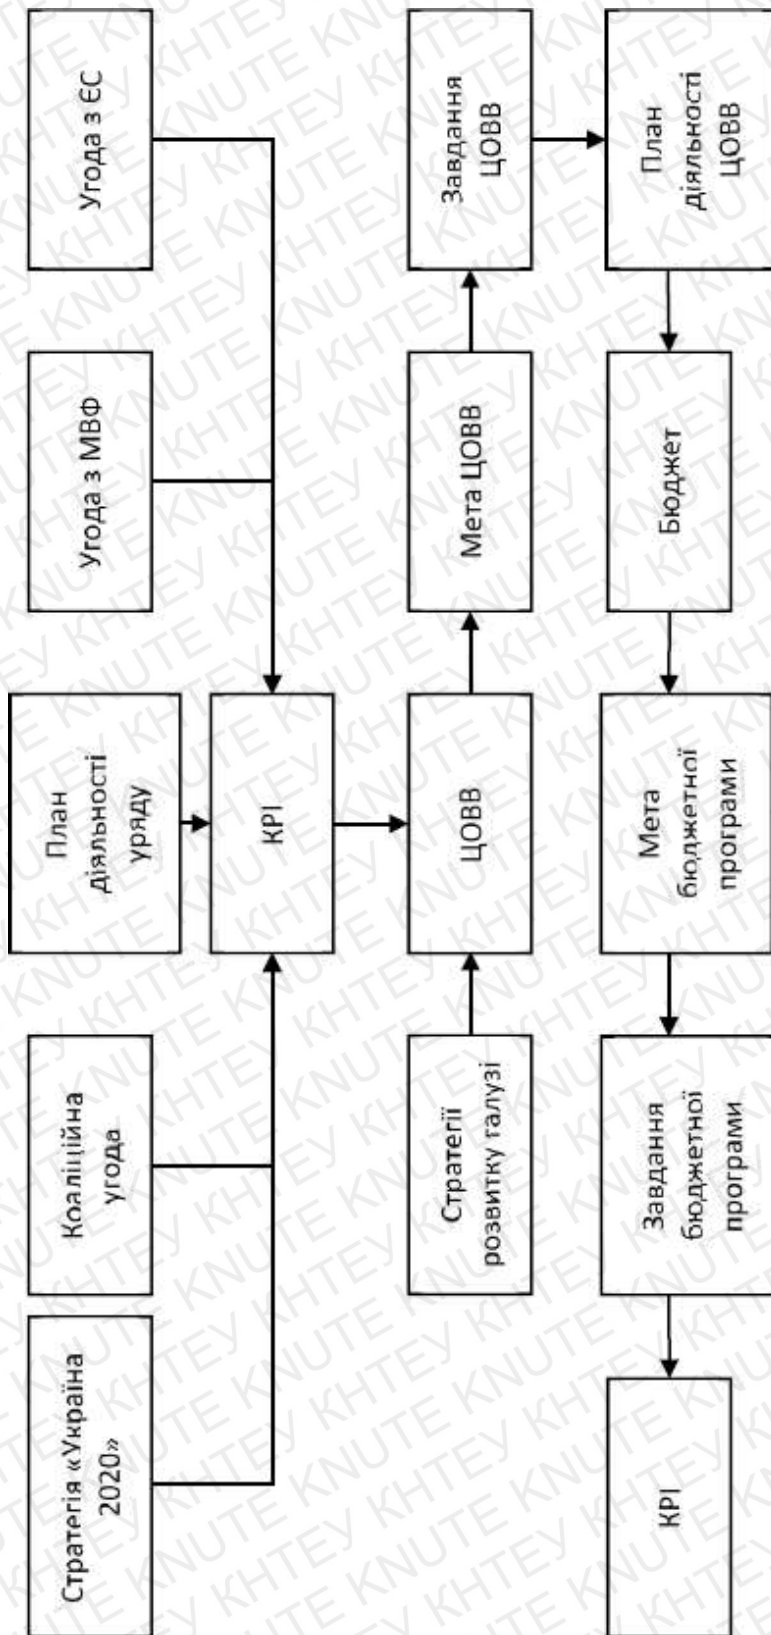 Стратегія «Україна
2020»
Коаліційна
угода
План
діяльності
уряду
Угода з МВФ
Угода з ЄС
КРІ
Стратегії
розвитку галузі
ЦОВВ
Мета ЦОВВ
Завдання
ЦОВВ
КРІ
Завдання
бюджетної
програми
Мета
бюджетної
програми
Бюджет
План
діяльності
ЦОВВ